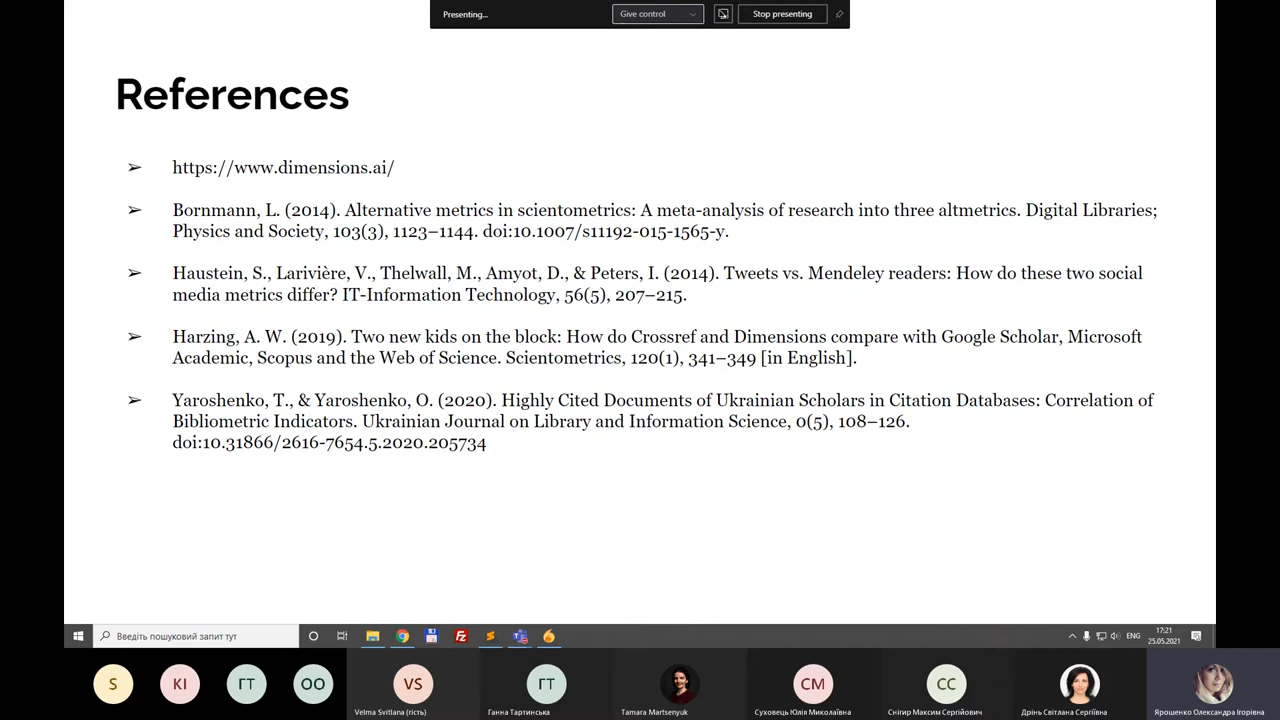 Presenting...
Give control
Stop presenting
References
➢ https://www.dimensions.ai/
➢ Bornmann, L. (2014). Alternative metrics in scientometrics: A meta-analysis of research into three altmetrics. Digital Libraries;
Physics and Society, 103(3), 1123–1144. doi:10.1007/s11192-015-1565-y.
➢ Haustein, S., Larivière, V., Thelwall, M., Amyot, D., & Peters, I. (2014). Tweets vs. Mendeley readers: How do these two social
media metrics differ? IT-Information Technology, 56(5), 207–215.
➢ Harzing, A. W. (2019). Two new kids on the block: How do Crossref and Dimensions compare with Google Scholar, Microsoft
Academic, Scopus and the Web of Science. Scientometrics, 120(1), 341–349 [in English].
➢ Yaroshenko, T., & Yaroshenko, O. (2020). Highly Cited Documents of Ukrainian Scholars in Citation Databases: Correlation of
Bibliometric Indicators. Ukrainian Journal on Library and Information Science, 0(5), 108–126.
doi:10.31866/2616-7654.5.2020.205734
Введіть пошуковий запит тут
Fz
ENG
17:21
25.05.2021
S
КІ
ГТ
ОО
VS
ГТ
СМ
СС
Velma Svitlana (гість)
Ганна Тартинська
Tamara Martsenyuk
Суховець Юлія Миколаївна
Снігир Максим Сергійович
Дрінь Світлана Сергіївна
Ярошенко Олександра Ігорівна